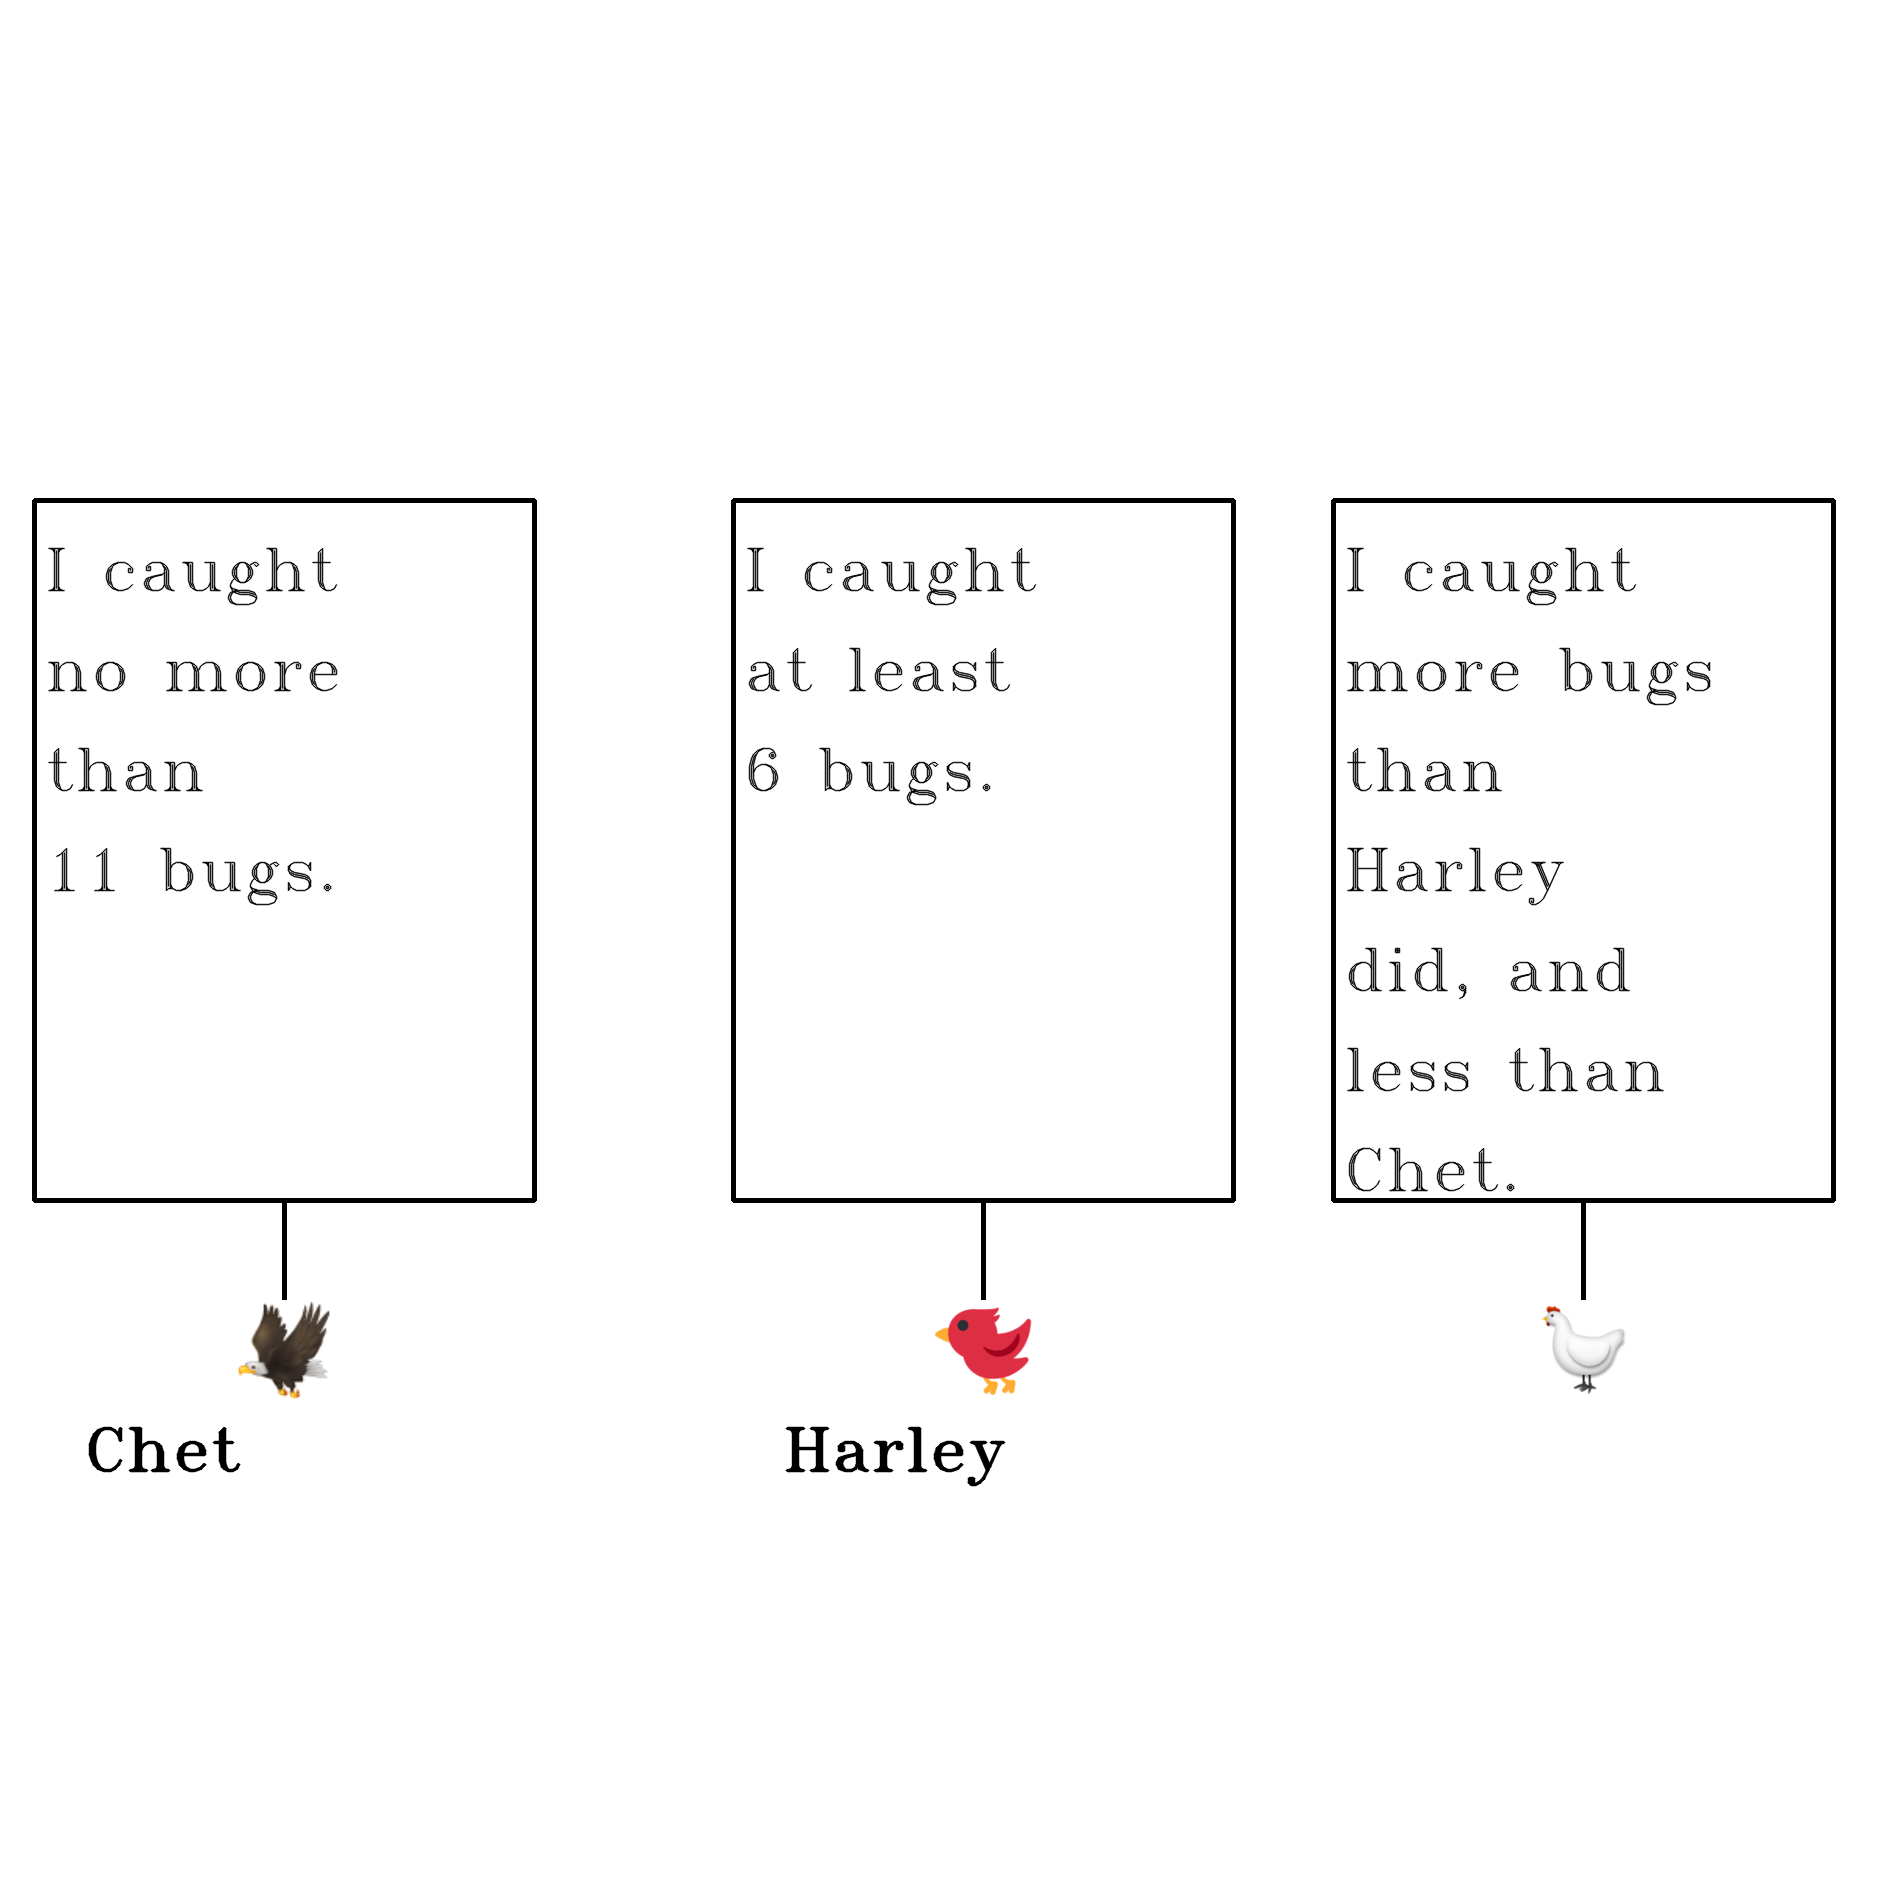 I caught
no more
than
11 bugs.
Chet
I caught
at least
6 bugs.
Harley
I caught
more bugs
than
Harley
did, and
less than
Chet.